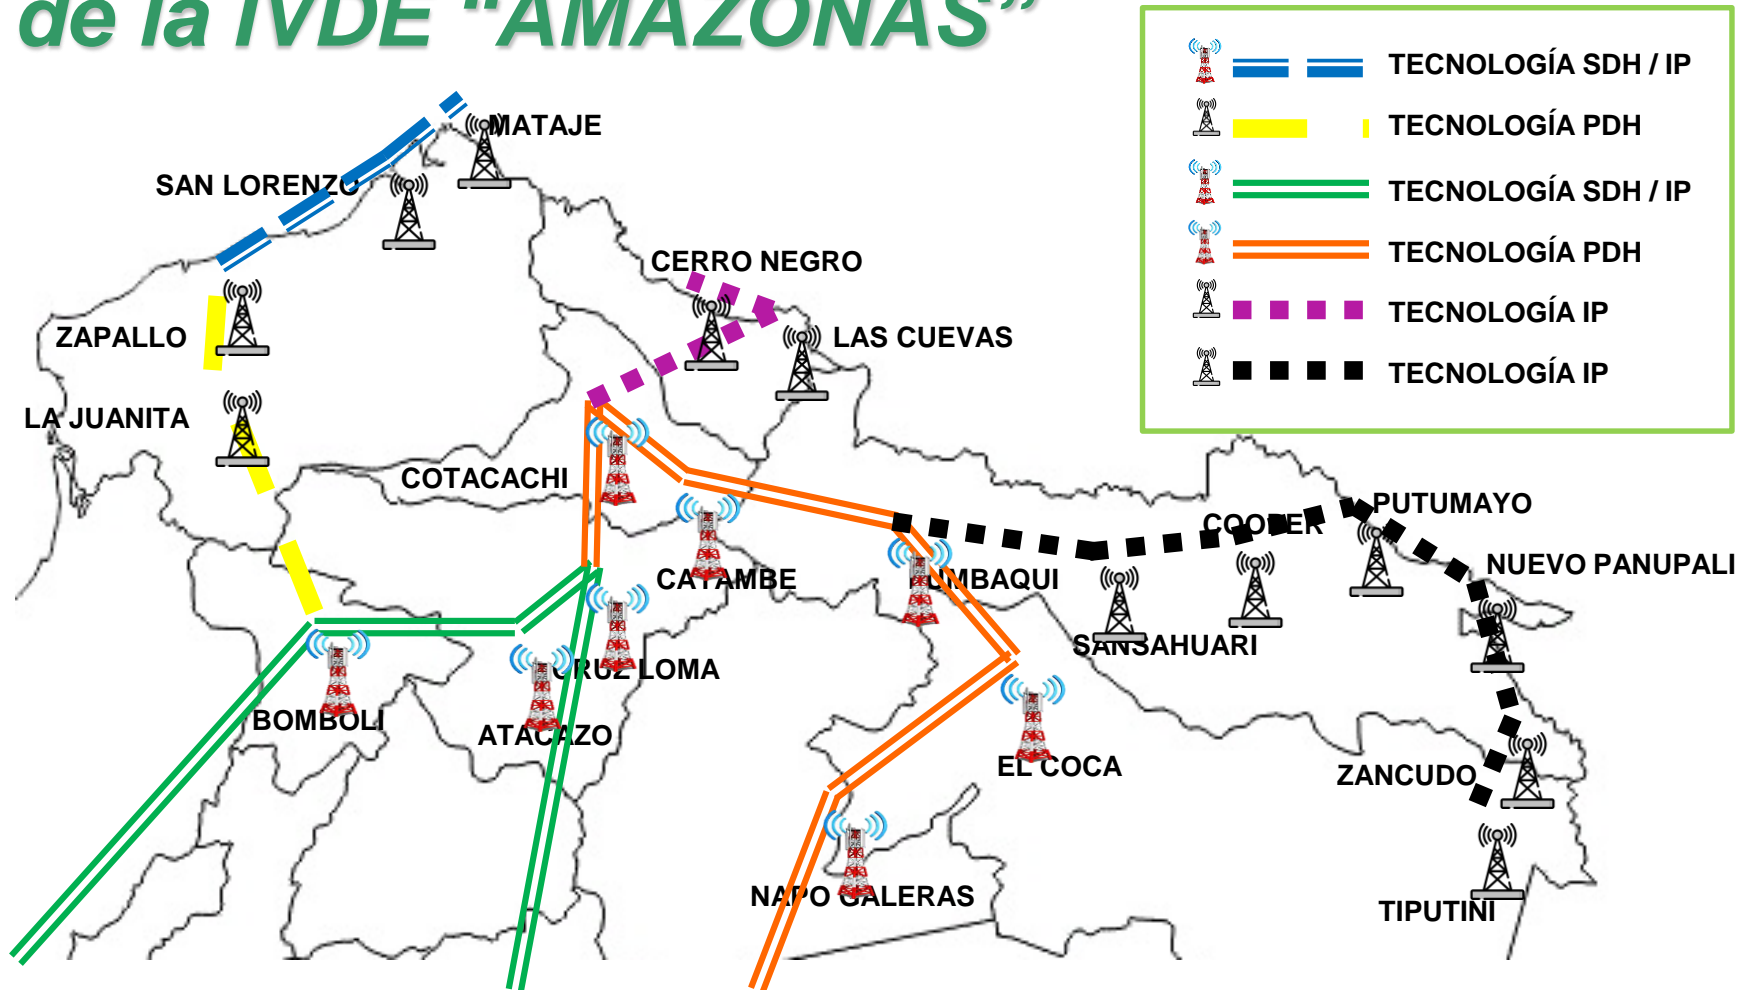 de la IVDE “AMAZONAS”
TECNOLOGÍA SDH / IP
TECNOLOGÍA PDH
TECNOLOGÍA SDH / IP
TECNOLOGÍA PDH
TECNOLOGÍA IP
TECNOLOGÍA IP
MATAJE
SAN LORENZO
CERRO NEGRO
ZAPALLO
LAS CUEVAS
LA JUANITA
COTACACHI
PUTUMAYO
COOPER
NUEVO PANUPALI
CAYAMBE
LUMBAQUI
SANSAHUARI
CRUZ LOMA
BOMBOLI
ATACAZO
EL COCA
ZANCUDO
NAPO GALERAS
TIPUTINI